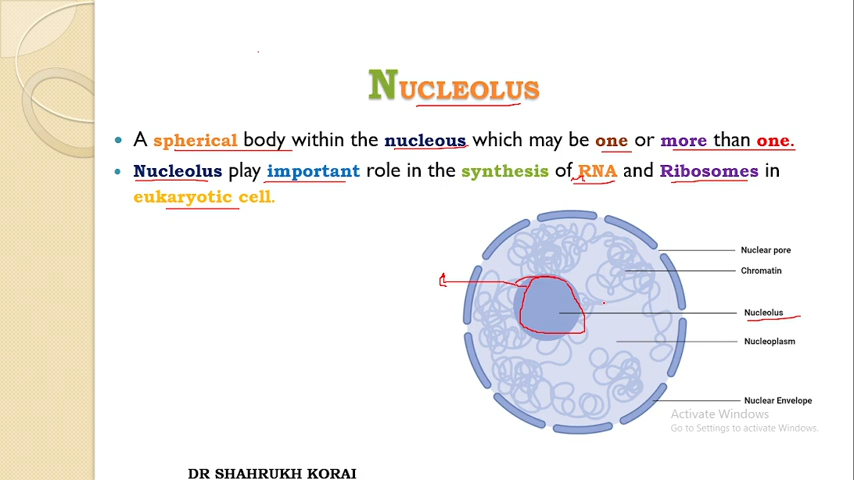 NUCLEOLUS
A spherical body within the nucleous which may be one or more than one.
Nucleolus play important role in the synthesis of RNA and Ribosomes in
eukaryotic cell.
Nuclear pore
Chromatin
Nucleolus
Nucleoplasm
Nuclear Envelope
Activate Windows
Go to Settings to activate Windows.
DR SHAHRUKH KORAI